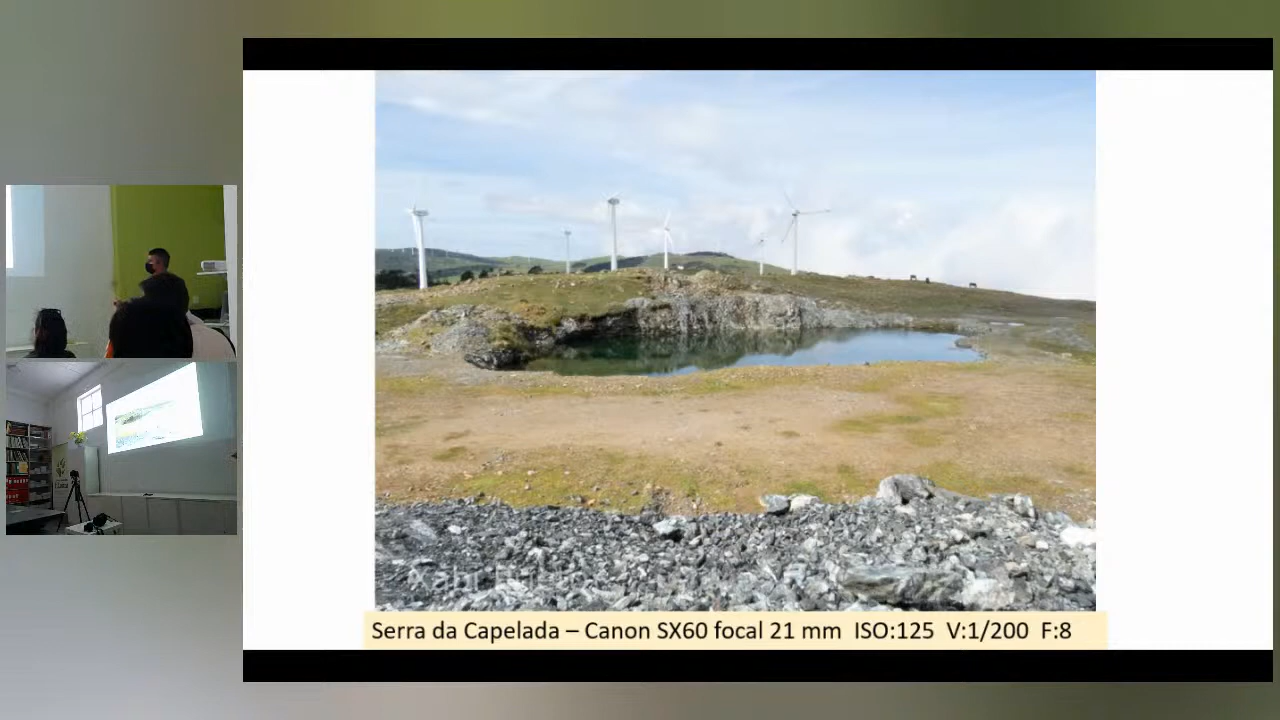 Serra da Capelada – Canon SX60 focal 21 mm ISO:125 V:1/200 F:8